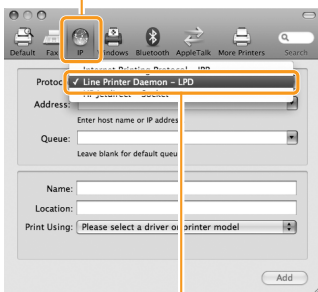 Default Fax IP Windows Bluetooth AppleTalk More Printers Search
Internet Printing Protocol - IPP
Protoc ✓ Line Printer Daemon – LPD
HP Jetdirect – Socket
Address:
Enter host name or IP addres
Queue:
Leave blank for default queu
Name:
Location:
Print Using: Please select a driver or printer model
Add